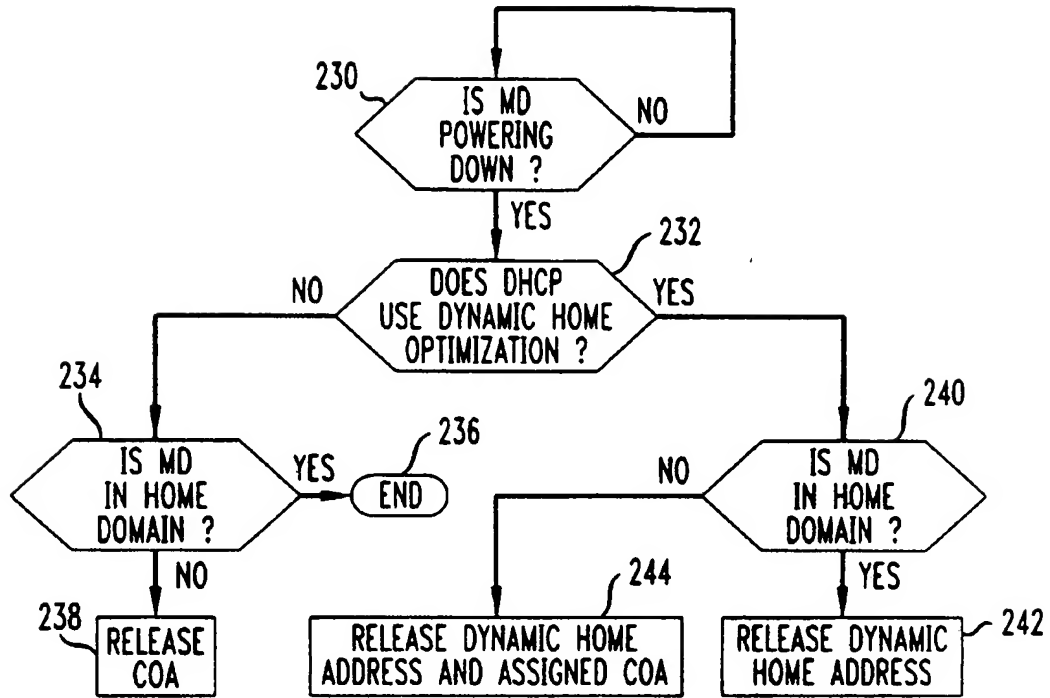 230
IS MD
POWERING
DOWN ?
NO
YES
232
DOES DHCP
USE DYNAMIC HOME
OPTIMIZATION ?
NO
YES
234
IS MD
IN HOME
DOMAIN ?
YES
236
END
NO
238
RELEASE
COA
240
IS MD
IN HOME
DOMAIN ?
NO
YES
244
RELEASE DYNAMIC HOME
ADDRESS AND ASSIGNED COA
RELEASE DYNAMIC
HOME ADDRESS
242